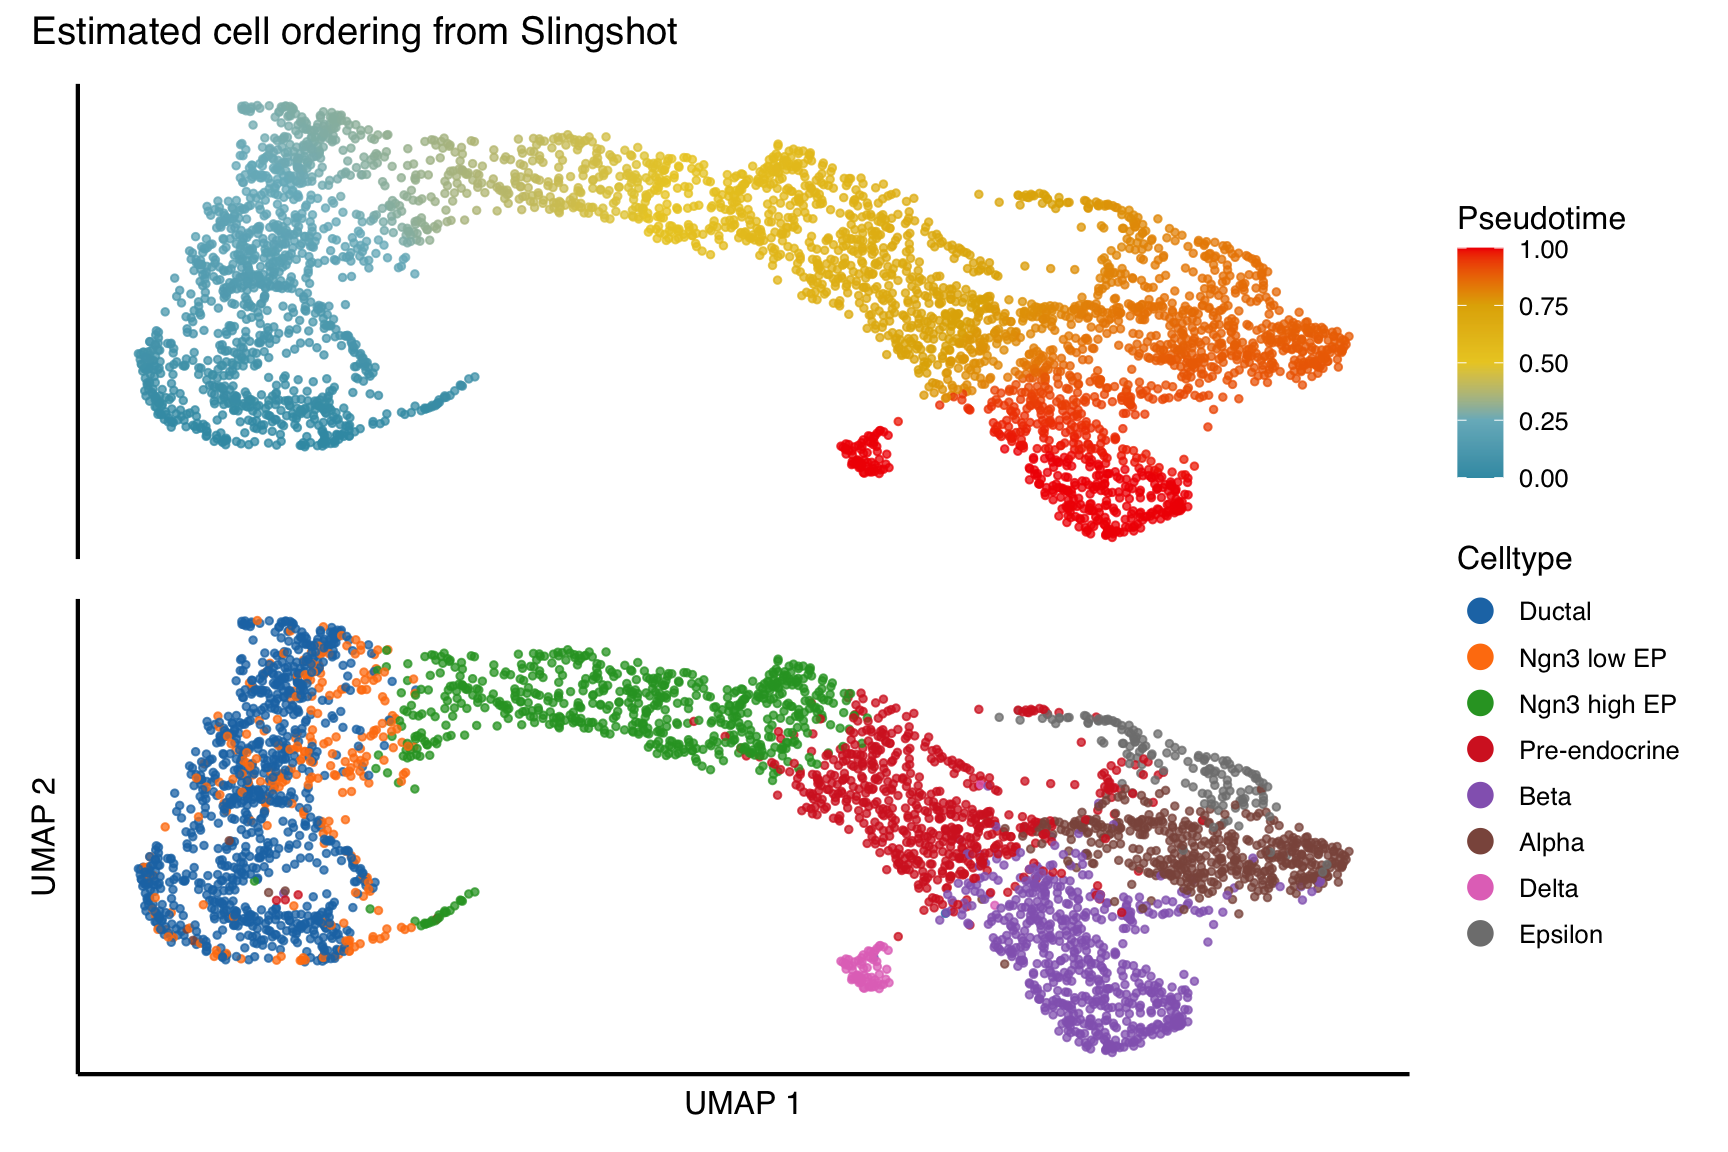 Estimated cell ordering from Slingshot
Pseudotime
1.00
0.75
0.50
0.25
0.00
Celltype
Ductal
Ngn3 low EP
Ngn3 high EP
Pre-endocrine
Beta
Alpha
Delta
Epsilon
UMAP 2
UMAP 1